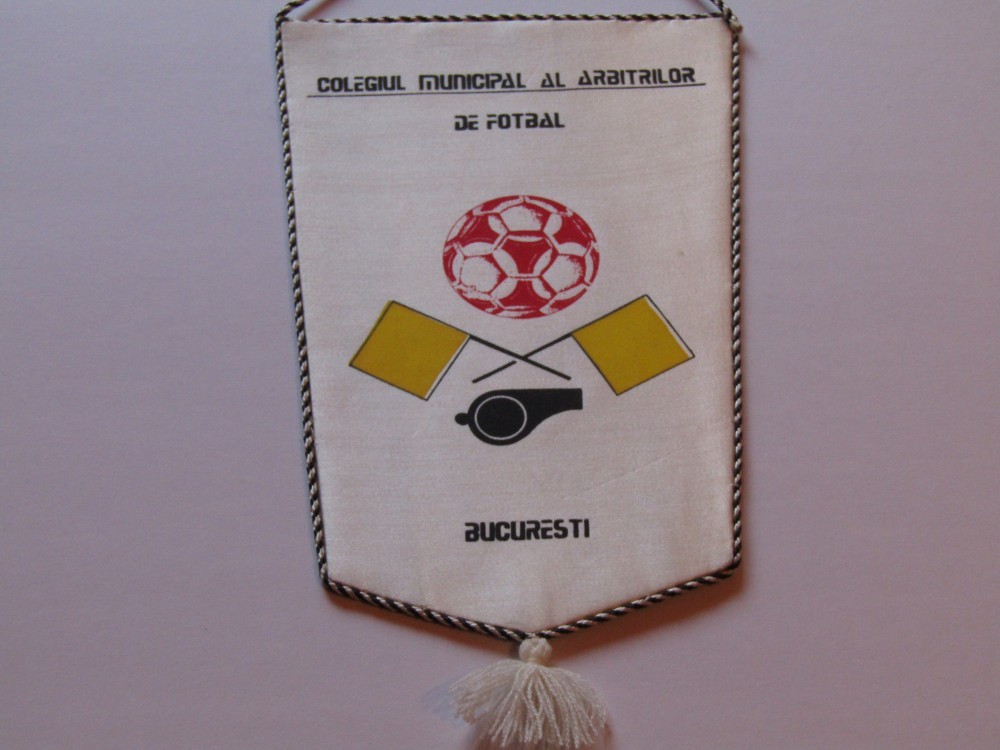 COLEGIUL MUNICIPAL AL ARBITRILOR
DE FOTBAL
BUCURESTI